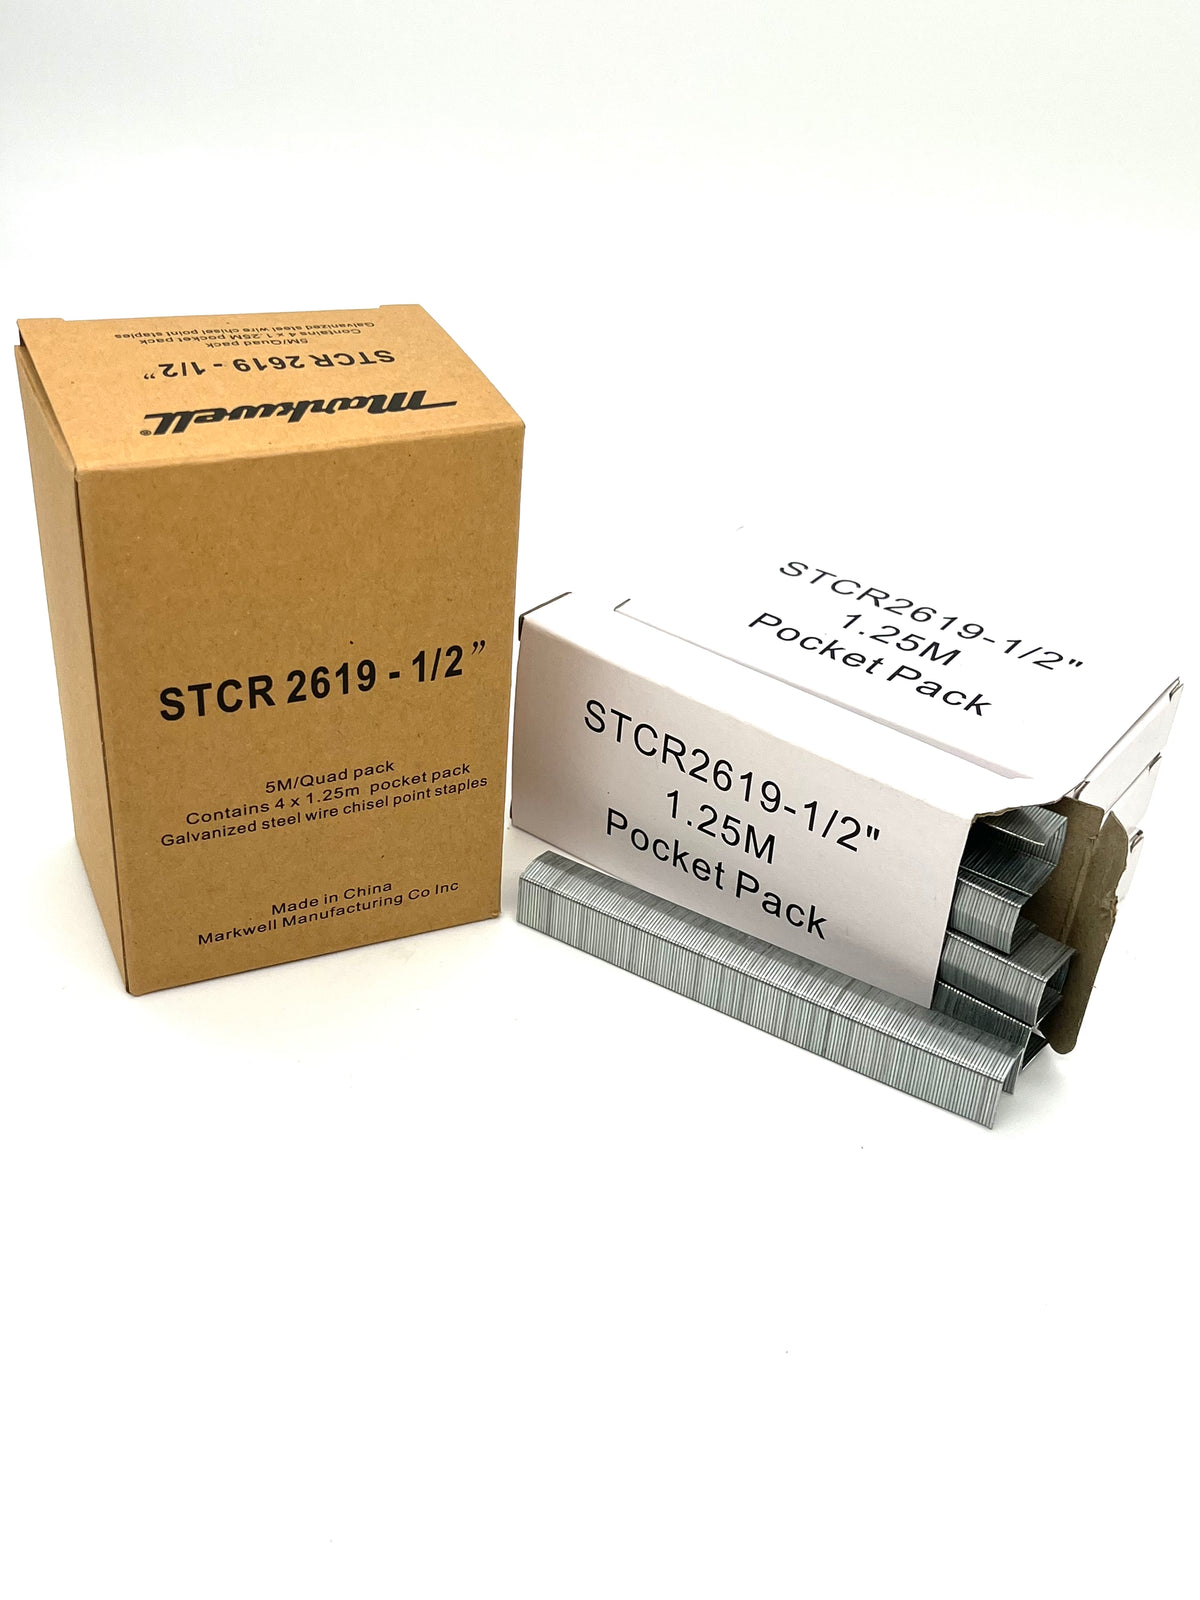 Markwell®
STCR 2619 - 1/2”
5M/Quad pack
Contains 4 x 1.25M pocket pack
Galvanized steel wire chisel point staples
STCR 2619 - 1/2”
5M/Quad pack
Contains 4 x 1.25m pocket pack
Galvanized steel wire chisel point staples
Made in China
Markwell Manufacturing Co Inc
STCR2619-1/2"
1.25M
Pocket Pack
STCR2619-1/2"
1.25M
Pocket Pack